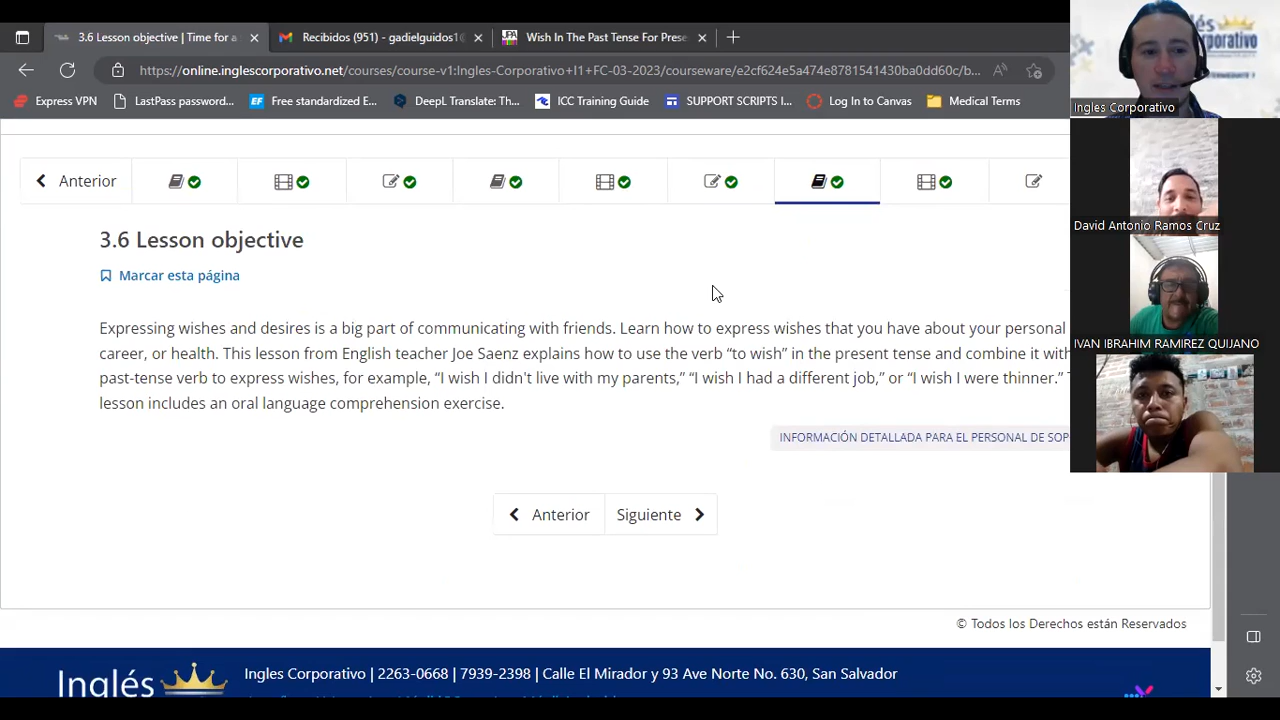 3.6 Lesson objective | Time for a
Recibidos (951) - gadielguidos1@
Wish In The Past Tense For Prese
https://online.inglescorporativo.net/courses/course-v1:Ingles-Corporativo+I1+FC-03-2023/courseware/e2cf624e5a474e8781541430ba0dd60c/b...
Express VPN
LastPass password...
EF Free standardized E...
DeepL Translate: Th...
ICC Training Guide
SUPPORT SCRIPTS I...
Log In to Canvas
Medical Terms
Anterior
3.6 Lesson objective
Marcar esta página
Expressing wishes and desires is a big part of communicating with friends. Learn how to express wishes that you have about your personal
career, or health. This lesson from English teacher Joe Saenz explains how to use the verb “to wish” in the present tense and combine it with
past-tense verb to express wishes, for example, “I wish I didn't live with my parents,” “I wish I had a different job,” or “I wish I were thinner.”
lesson includes an oral language comprehension exercise.
INFORMACIÓN DETALLADA PARA EL PERSONAL DE SOP
Anterior
Siguiente
© Todos los Derechos están Reservados
Inglés
Ingles Corporativo | 2263-0668 | 7939-2398 | Calle El Mirador y 93 Ave Norte No. 630, San Salvador
Ingles Corporativo
David Antonio Ramos Cruz
IVAN IBRAHIM RAMIREZ QUIJANO